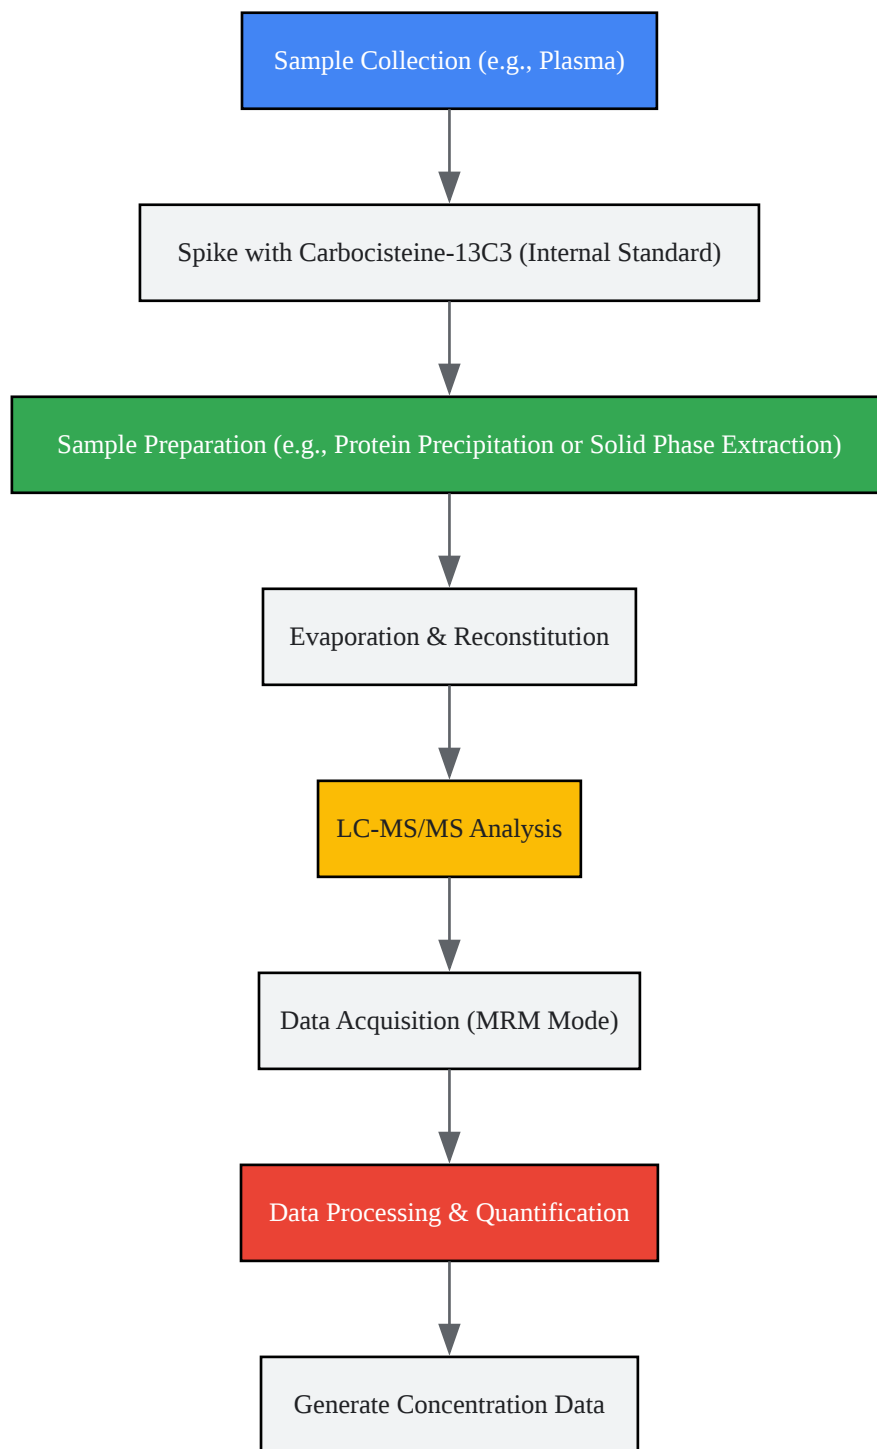 Sample Collection (e.g., Plasma)
Spike with Carbocisteine-13C3 (Internal Standard)
Sample Preparation (e.g., Protein Precipitation or Solid Phase Extraction)
Evaporation & Reconstitution
LC-MS/MS Analysis
Data Acquisition (MRM Mode)
Data Processing & Quantification
Generate Concentration Data